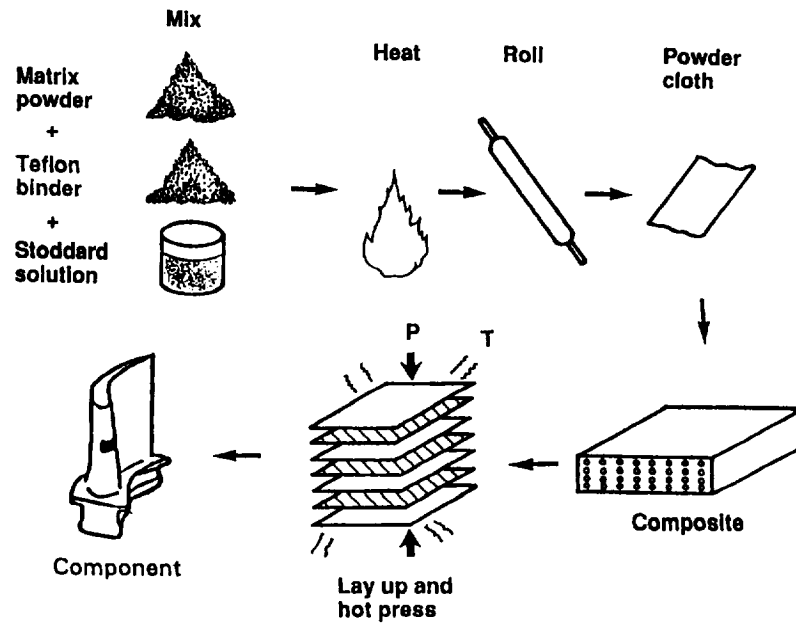 Mix
Matrix
powder
+
Teflon
binder
+
Stoddard
solution
Heat
Roll
Powder
cloth
P
T
Composite
Lay up and
hot press
Component